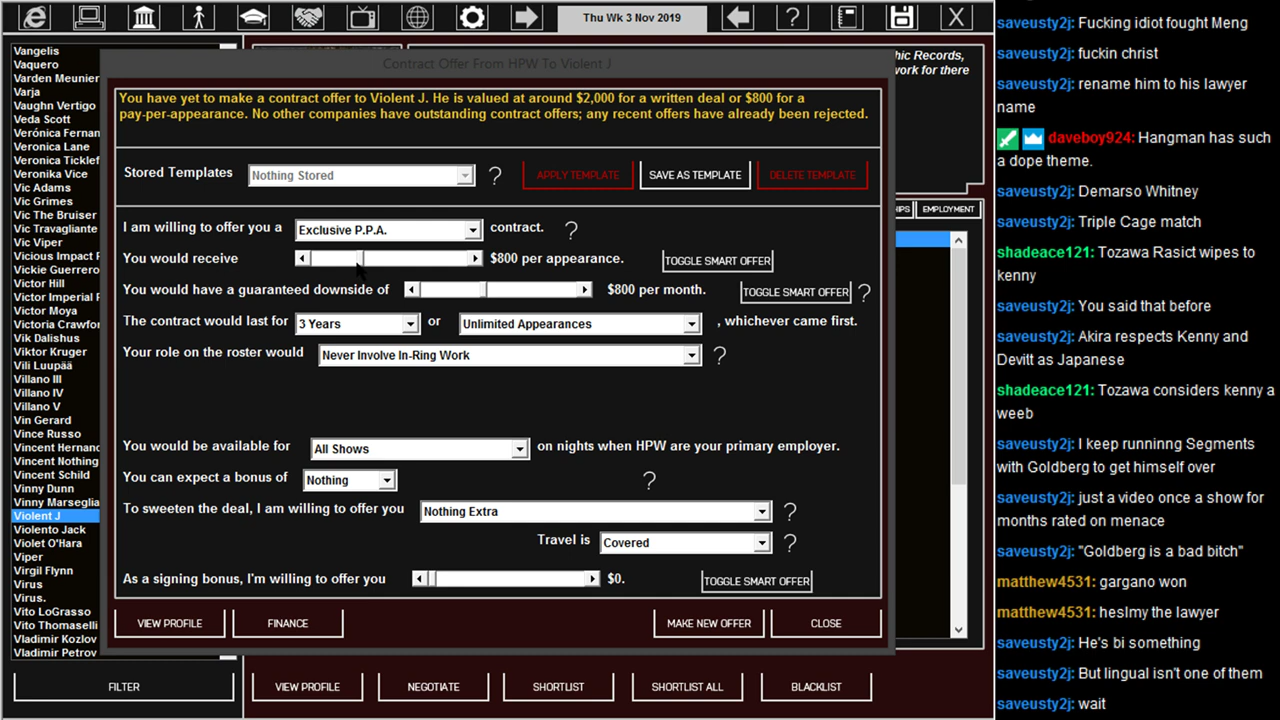 Thu Wk 3 Nov 2019
Vangelis
Vaquero
Varden Meunier
Varja
Vaughn Vertigo
Veda Scott
Verónica Fernan
Veronica Lane
Veronica Ticklef
Veronika Vice
Vic Adams
Vic Grimes
Vic The Bruiser
Vic Travagliante
Vic Viper
Vicious Impact
Vickie Guerrero
Victor Hill
Victor Imperial
Victor Moya
Victoria Crawfor
Vik Dalishus
Viktor Kruger
Vili Luupää
Villano III
Villano IV
Villano V
Vin Gerard
Vince Russo
Vincent Hernand
Vincent Nothing
Vincent Schild
Vinny Dunn
Vinny Marseglia
Violent J
Violento Jack
Violet O'Hara
Viper
Virgil Flynn
Virus
Virus.
Vito LoGrasso
Vito Thomaselli
Vladimir Kozlov
Vladimir Petrov
FILTER
hic Records,
work for there
HIPS
EMPLOYMENT
Contract Offer From HPW To Violent J
You have yet to make a contract offer to Violent J. He is valued at around $2,000 for a written deal or $800 for a
pay-per-appearance. No other companies have outstanding contract offers; any recent offers have already been rejected.
Stored Templates Nothing Stored ? APPLY TEMPLATE SAVE AS TEMPLATE DELETE TEMPLATE
I am willing to offer you a Exclusive P.P.A. contract. ?
You would receive $800 per appearance. TOGGLE SMART OFFER
You would have a guaranteed downside of $800 per month. TOGGLE SMART OFFER ?
The contract would last for 3 Years or Unlimited Appearances , whichever came first.
Your role on the roster would Never Involve In-Ring Work ?
You would be available for All Shows on nights when HPW are your primary employer.
You can expect a bonus of Nothing ?
To sweeten the deal, I am willing to offer you Nothing Extra ?
Travel is Covered ?
As a signing bonus, I'm willing to offer you $0. TOGGLE SMART OFFER
VIEW PROFILE FINANCE MAKE NEW OFFER CLOSE
VIEW PROFILE NEGOTIATE SHORTLIST SHORTLIST ALL BLACKLIST
saveusty2j: Fucking idiot fought Meng
saveusty2j: fuckin christ
saveusty2j: rename him to his lawyer
name
daveboy924: Hangman has such
a dope theme.
saveusty2j: Demarso Whitney
saveusty2j: Triple Cage match
shadeace121: Tozawa Rasict wipes to
kenny
saveusty2j: You said that before
saveusty2j: Akira respects Kenny and
Devitt as Japanese
shadeace121: Tozawa considers kenny a
weeb
saveusty2j: I keep runninng Segments
with Goldberg to get himself over
saveusty2j: just a video once a show for
months rated on menace
saveusty2j: "Goldberg is a bad bitch"
matthew4531: gargano won
matthew4531: heslmy the lawyer
saveusty2j: He's bi something
saveusty2j: But lingual isn't one of them
saveusty2j: wait